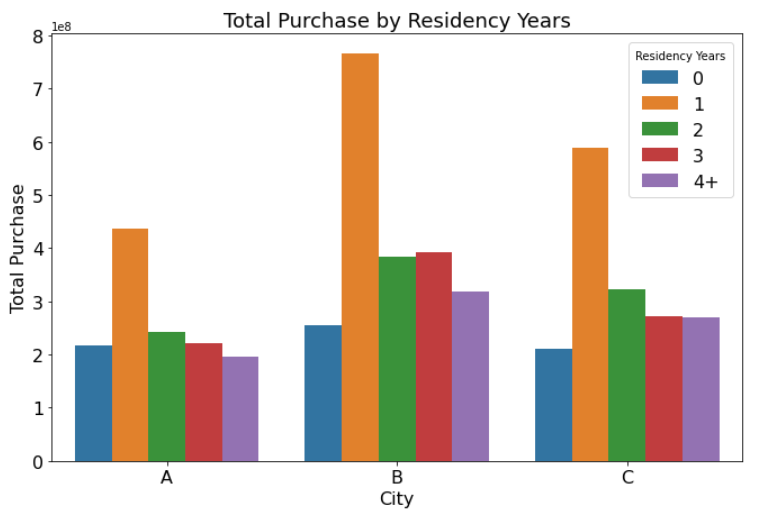 Total Purchase by Residency Years
1e8
8
7
6
5
4
3
2
1
0
Total Purchase
A
B
C
City
Residency Years
0
1
2
3
4+